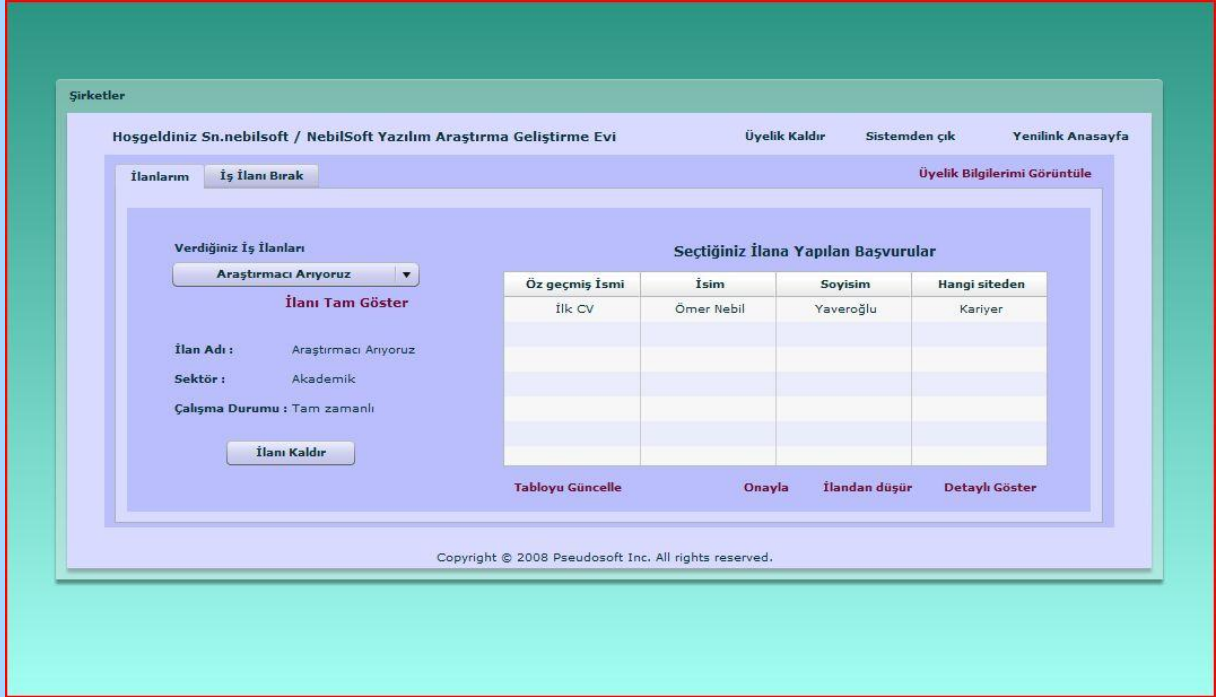 Şirketler
Hoşgeldiniz Sn.nebilsoft / NebilSoft Yazılım Araştırma Geliştirme Evi Üyelik Kaldır Sistemden çık Yenilink Anasayfa
İlanlarım İş İlanı Bırak Üyelik Bilgilerimi Görüntüle
Verdiğiniz İş İlanları
Araştırmacı Arıyoruz
İlanı Tam Göster
İlan Adı : Araştırmacı Arıyoruz
Sektör : Akademik
Çalışma Durumu : Tam zamanlı
İlanı Kaldır
Seçtiğiniz İlana Yapılan Başvurular
Öz geçmiş İsmi İsim Soyisim Hangi siteden
İlk CV Ömer Nebil Yaveroğlu Kariyer
Tabloyu Güncelle Onayla İlandan düşür Detaylı Göster
Copyright © 2008 Pseudosoft Inc. All rights reserved.